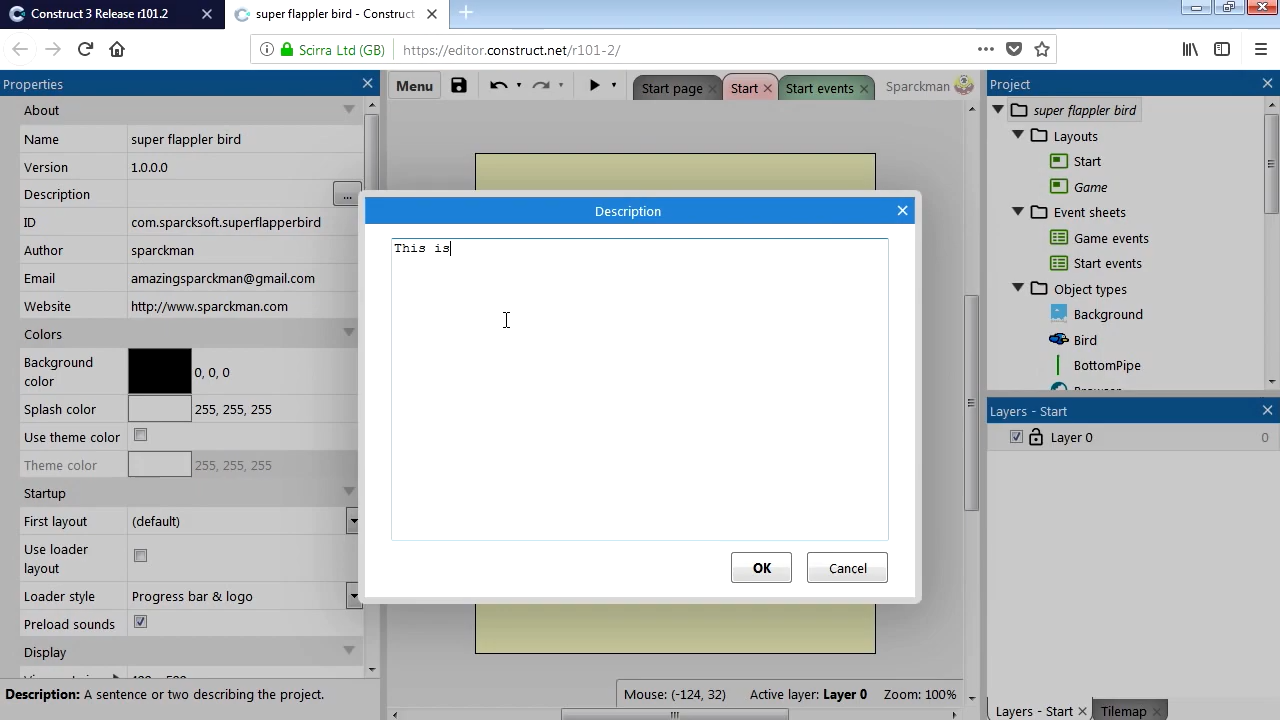 Construct 3 Release r101.2
super flappler bird - Construct
Scirra Ltd (GB)
https://editor.construct.net/r101-2/
Properties
Menu
Start page
Start
Start events
Sparckman
Project
About
Name
super flappler bird
Version
1.0.0.0
Description
...
ID
com.sparcksoft.superflapperbird
Author
sparckman
Email
amazingsparckman@gmail.com
Website
http://www.sparckman.com
Colors
Background color
0, 0, 0
Splash color
255, 255, 255
Use theme color
Theme color
255, 255, 255
Startup
First layout
(default)
Use loader layout
Loader style
Progress bar & logo
Preload sounds
Display
Description: A sentence or two describing the project.
Description
This is
OK
Cancel
Mouse: (-124, 32)
Active layer: Layer 0
Zoom: 100%
super flappler bird
Layouts
Start
Game
Event sheets
Game events
Start events
Object types
Background
Bird
BottomPipe
Layers - Start
Layer 0
0
Layers - Start
Tilemap